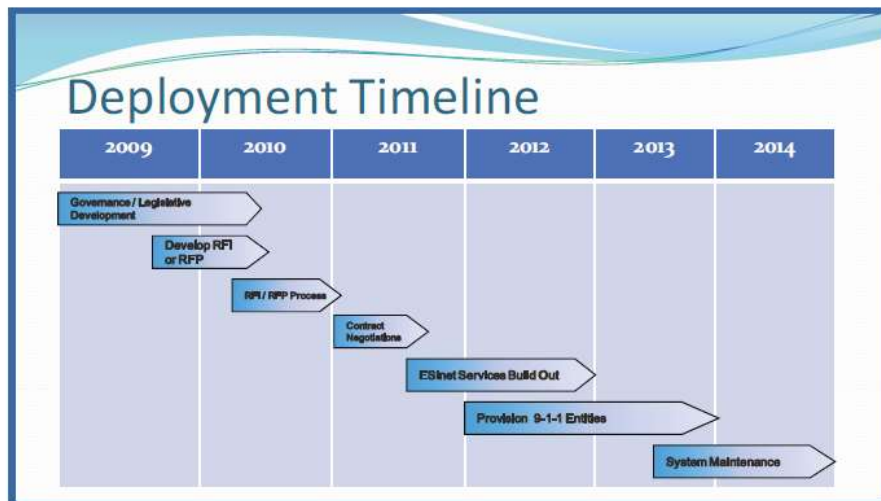 Deployment Timeline
2009 2010 2011 2012 2013 2014
Governance / Legislative
Development
Develop RFI
or RFP
RFI / RFP Process
Contract
Negotiations
ESInet Services Build Out
Provision 9-1-1 Entities
System Maintenance